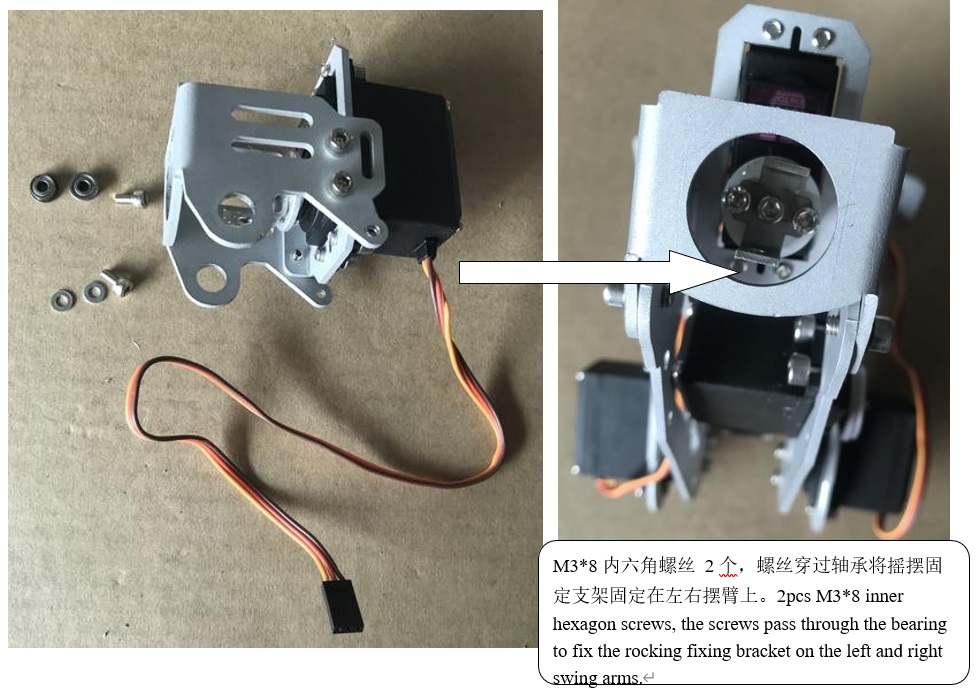 M3*8 内六角螺丝 2 个，螺丝穿过轴承将摇摆固
定支架固定在左右摆臂上。2pcs M3*8 inner
hexagon screws, the screws pass through the bearing
to fix the rocking fixing bracket on the left and right
swing arms.↵